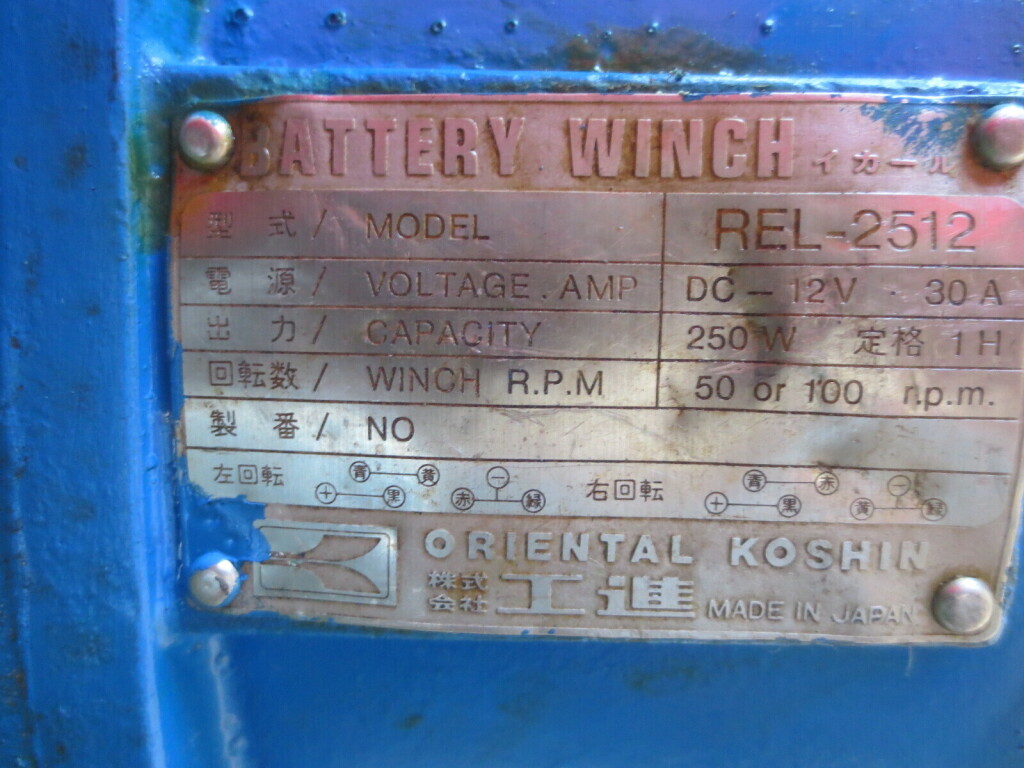 BATTERY WINCH イカール
型式/ MODEL REL-2512
電源/ VOLTAGE.AMP DC-12V・30A
出力/ CAPACITY 250W 定格1H
回転数/ WINCH R.P.M 50 or 100 r.p.m.
製番/ NO
左回転 青 黄 + 黒 赤 - 緑 右回転 青 赤 + 黒 黄 - 緑
ORIENTAL KOSHIN
株式会社 工進 MADE IN JAPAN